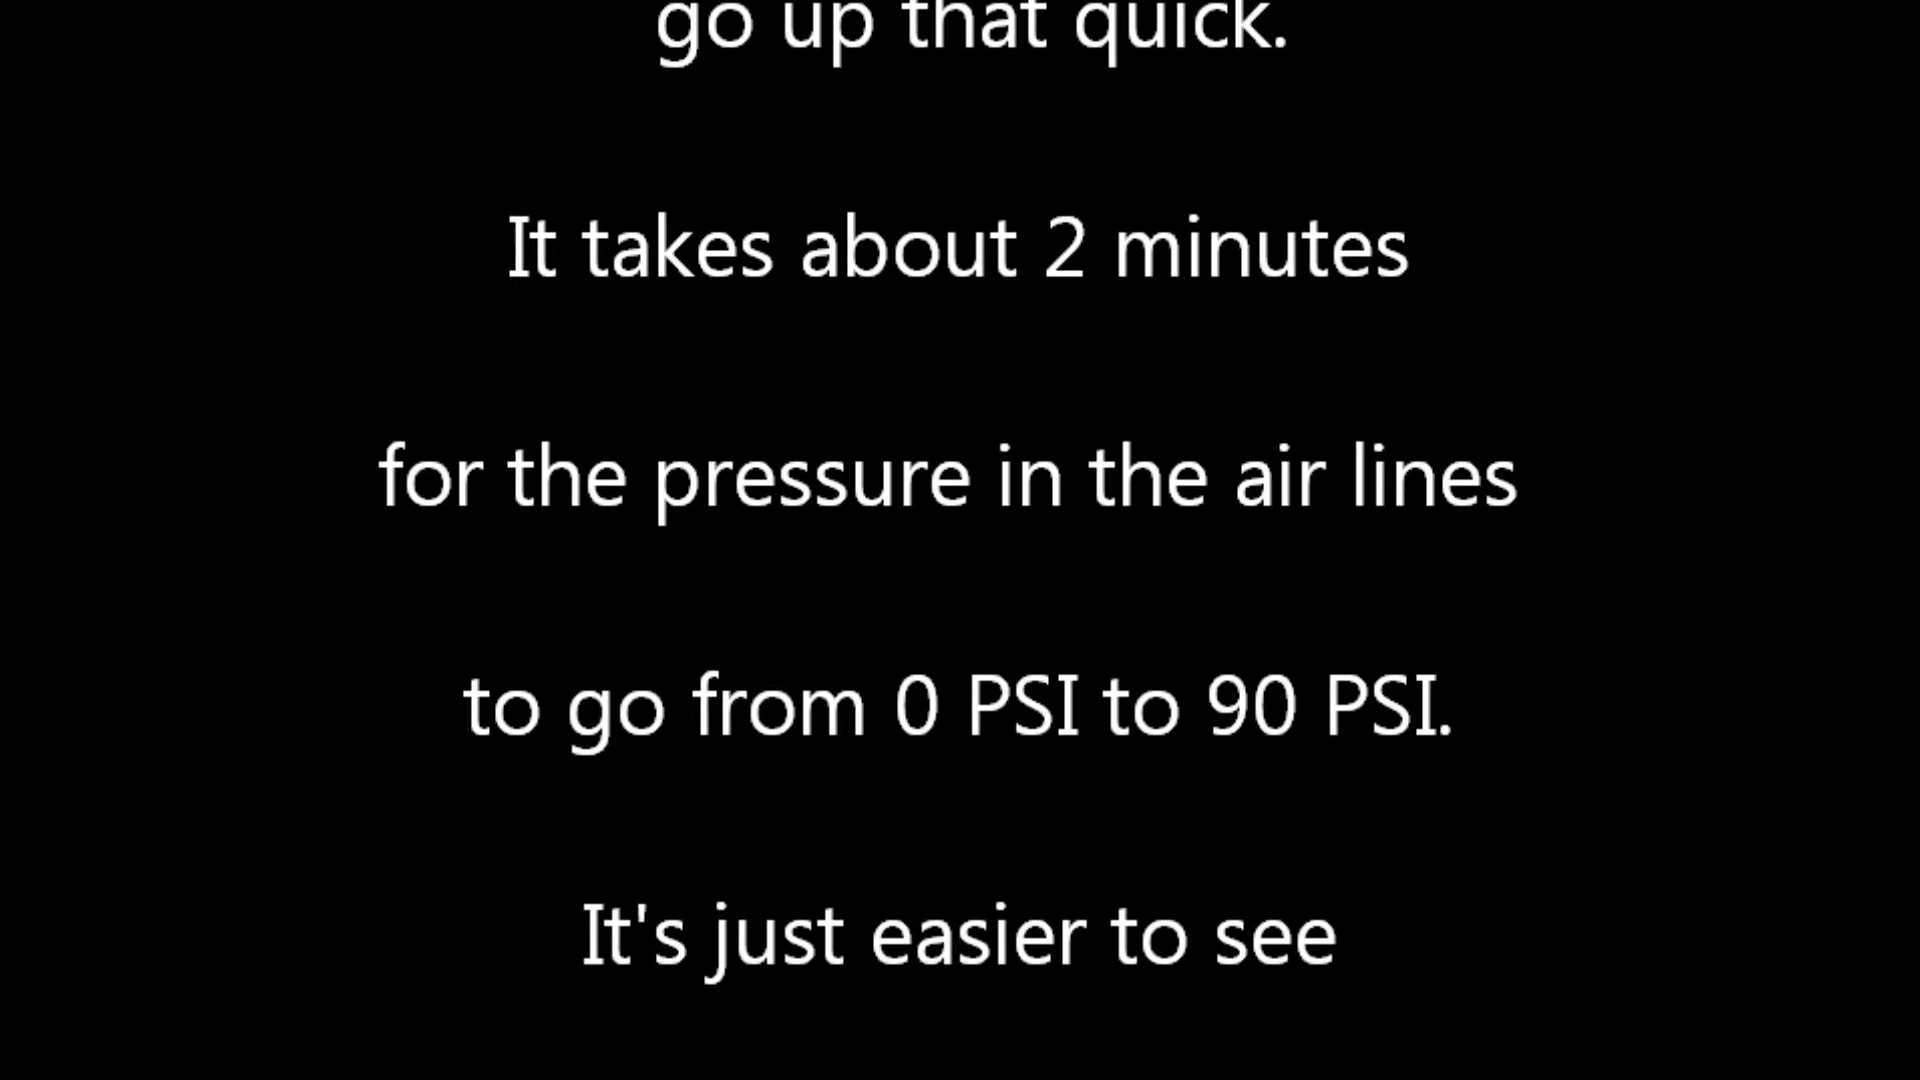 go up that quick.
It takes about 2 minutes
for the pressure in the air lines
to go from 0 PSI to 90 PSI.
It's just easier to see